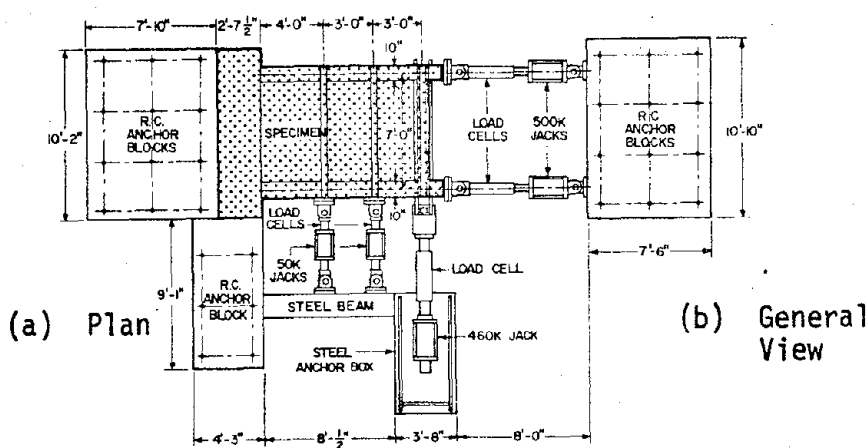 7'-10" 2'-7 1/2" 4'-0" 3'-0" 3'-0"
10"
R.C.
ANCHOR
BLOCKS
10'-2"
SPECIMEN
7'-0"
LOAD
CELLS
500K
JACKS
R.C.
ANCHOR
BLOCKS
10'-10"
10"
LOAD
CELLS
50K
JACKS
LOAD CELL
7'-6"
9'-1"
R.C.
ANCHOR
BLOCK
STEEL BEAM
460K JACK
STEEL
ANCHOR BOX
(a) Plan
(b) General
View
4'-3" 8'-1/2" 3'-8" 8'-0"